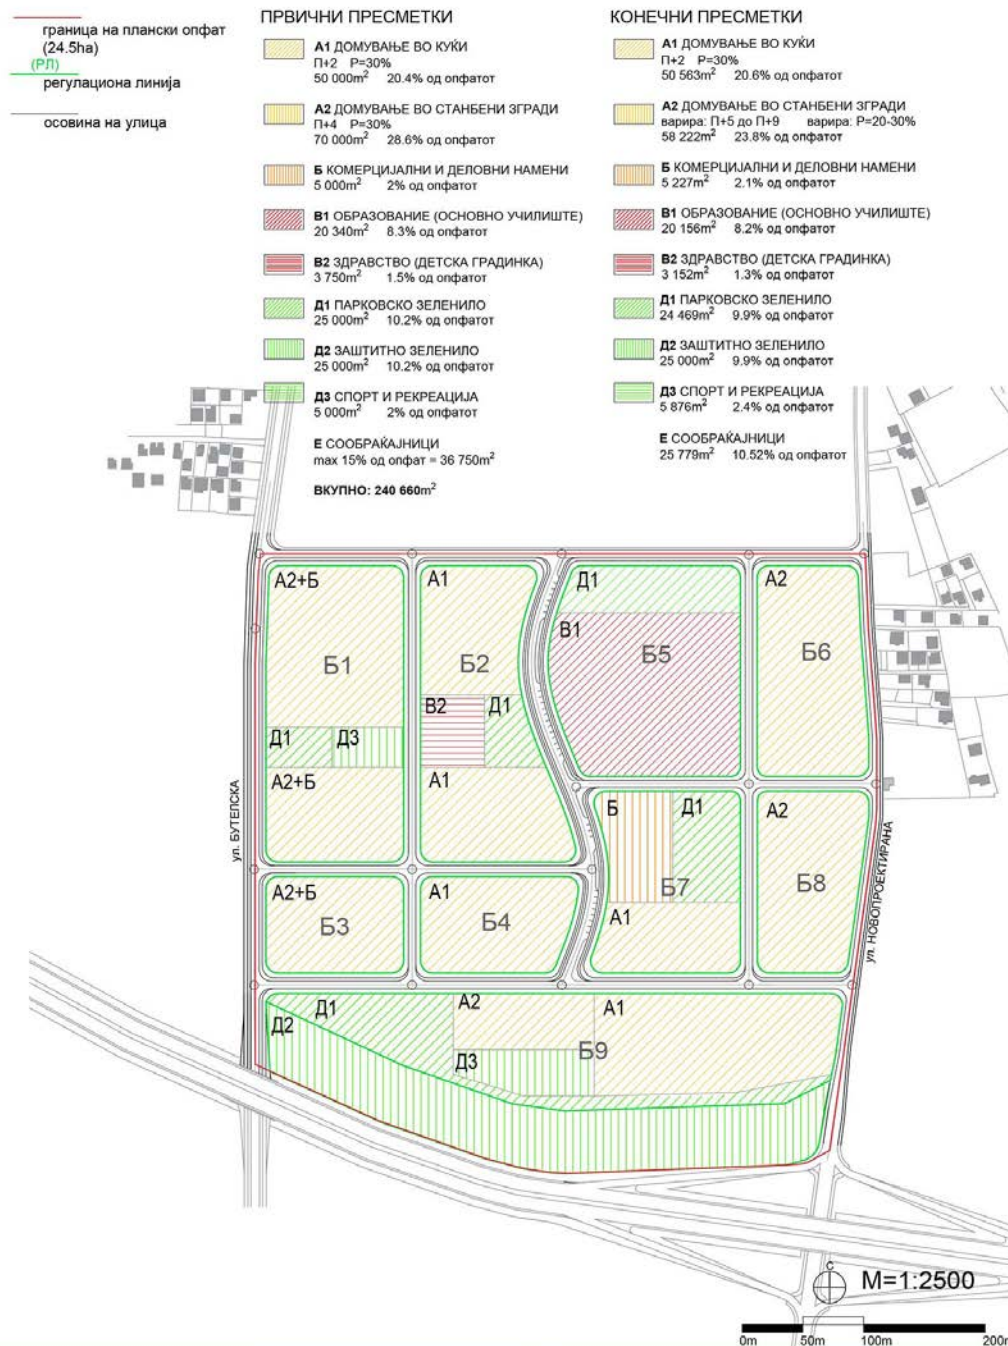 граница на плански опфат
(24.5ha)
(РЛ)
регулациона линија
осовина на улица
ПРВИЧНИ ПРЕСМЕТКИ
А1 ДОМУВАЊЕ ВО КУЌИ
П+2 Р=30%
50 000m² 20.4% од опфатот
А2 ДОМУВАЊЕ ВО СТАНБЕНИ ЗГРАДИ
П+4 Р=30%
70 000m² 28.6% од опфатот
Б КОМЕРЦИЈАЛНИ И ДЕЛОВНИ НАМЕНИ
5 000m² 2% од опфатот
В1 ОБРАЗОВАНИЕ (ОСНОВНО УЧИЛИШТЕ)
20 340m² 8.3% од опфатот
В2 ЗДРАВСТВО (ДЕТСКА ГРАДИНКА)
3 750m² 1.5% од опфатот
Д1 ПАРКОВСКО ЗЕЛЕНИЛО
25 000m² 10.2% од опфатот
Д2 ЗАШТИТНО ЗЕЛЕНИЛО
25 000m² 10.2% од опфатот
Д3 СПОРТ И РЕКРЕАЦИЈА
5 000m² 2% од опфатот
Е СООБРАЌАЈНИЦИ
max 15% од опфат = 36 750m²
ВКУПНО: 240 660m²
КОНЕЧНИ ПРЕСМЕТКИ
А1 ДОМУВАЊЕ ВО КУЌИ
П+2 Р=30%
50 563m² 20.6% од опфатот
А2 ДОМУВАЊЕ ВО СТАНБЕНИ ЗГРАДИ
варира: П+5 до П+9 варира: Р=20-30%
58 222m² 23.8% од опфатот
Б КОМЕРЦИЈАЛНИ И ДЕЛОВНИ НАМЕНИ
5 227m² 2.1% од опфатот
В1 ОБРАЗОВАНИЕ (ОСНОВНО УЧИЛИШТЕ)
20 156m² 8.2% од опфатот
В2 ЗДРАВСТВО (ДЕТСКА ГРАДИНКА)
3 152m² 1.3% од опфатот
Д1 ПАРКОВСКО ЗЕЛЕНИЛО
24 469m² 9.9% од опфатот
Д2 ЗАШТИТНО ЗЕЛЕНИЛО
25 000m² 9.9% од опфатот
Д3 СПОРТ И РЕКРЕАЦИЈА
5 876m² 2.4% од опфатот
Е СООБРАЌАЈНИЦИ
25 779m² 10.52% од опфатот
А2+Б
А1
Д1
А2
В1
Б1
Б2
Б5
Б6
В2
Д1
Д1
Д3
А2+Б
А1
Б
Д1
А2
ул. БУТЕЛСКА
ул. НОВОПРОЕКТИРАНА
А2+Б
А1
Б7
Б8
Б3
Б4
А1
Д1
А2
А1
Д2
Б9
Д3
С
М=1:2500
0m 50m 100m 200m